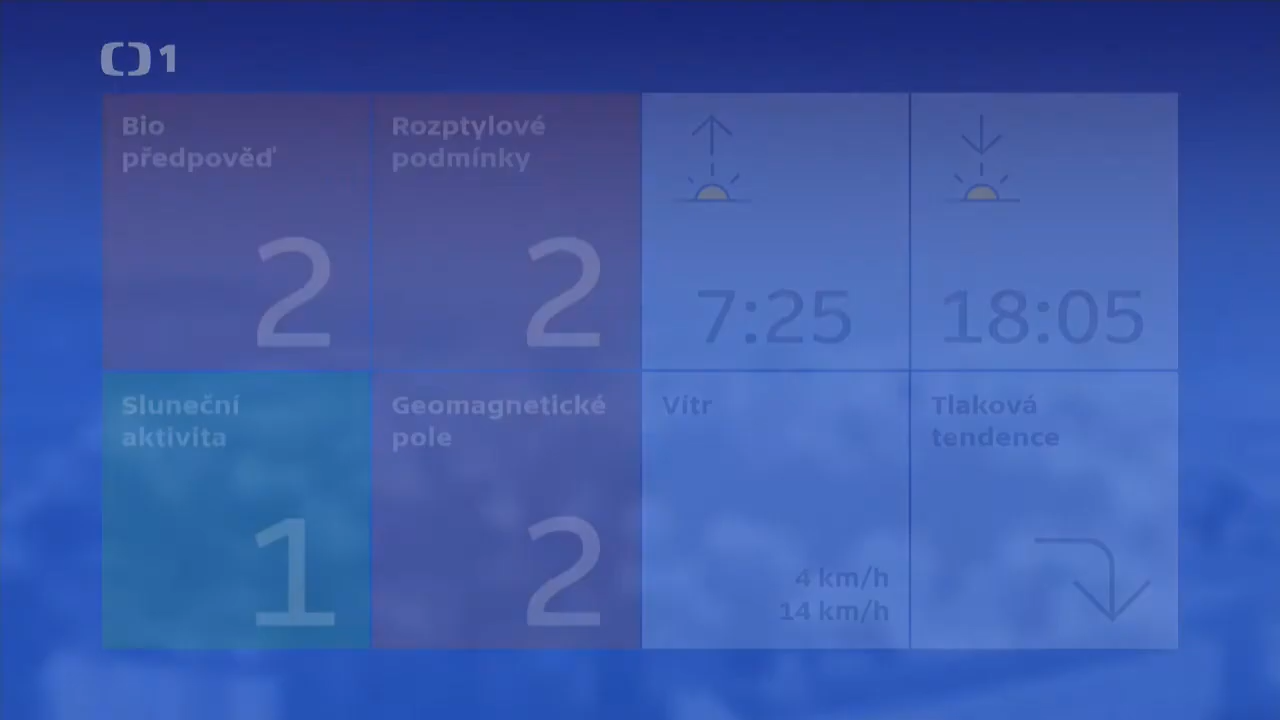 1
Bio
předpověď
2
Rozptylové
podmínky
2
7:25
18:05
Sluneční
aktivita
1
Geomagnetické
pole
2
Vítr
4 km/h
14 km/h
Tlaková
tendence